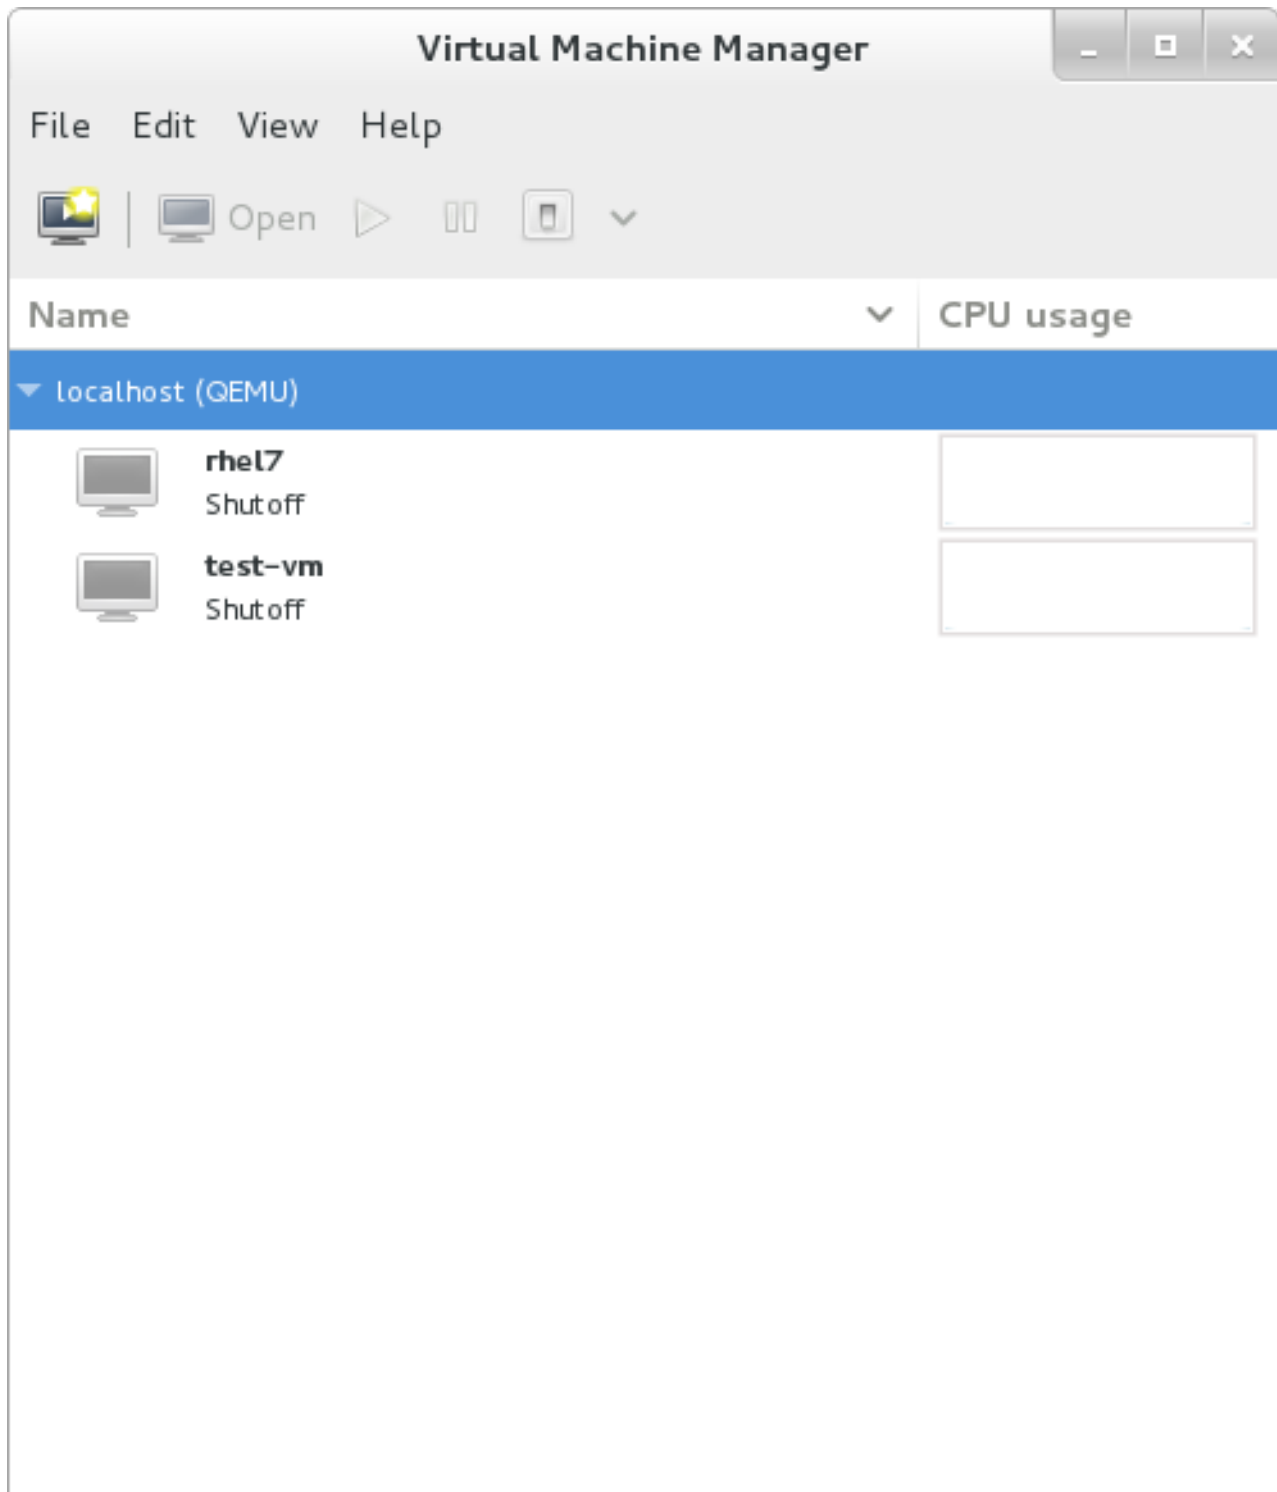 Virtual Machine Manager
File Edit View Help
Open
Name CPU usage
localhost (QEMU)
rhel7
Shutoff
test-vm
Shutoff